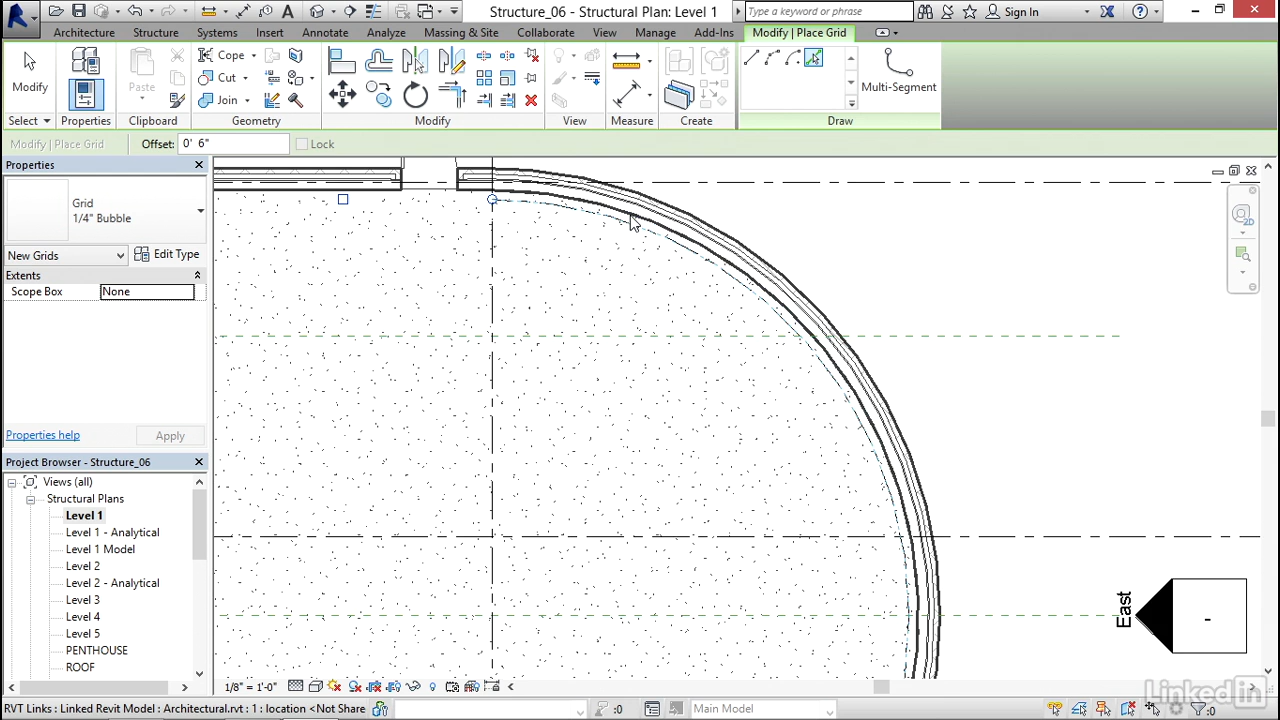 Structure_06 - Structural Plan: Level 1
Type a keyword or phrase
Sign In
Architecture Structure Systems Insert Annotate Analyze Massing & Site Collaborate View Manage Add-Ins Modify | Place Grid
Modify
Paste
Cope
Cut
Join
Multi-Segment
Select Properties Clipboard Geometry Modify View Measure Create Draw
Modify | Place Grid Offset: 0' 6" Lock
Properties
Grid
1/4" Bubble
New Grids Edit Type
Extents
Scope Box None
Properties help Apply
Project Browser - Structure_06
Views (all)
Structural Plans
Level 1
Level 1 - Analytical
Level 1 Model
Level 2
Level 2 - Analytical
Level 3
Level 4
Level 5
PENTHOUSE
ROOF
2D
East
-
1/8" = 1'-0"
RVT Links : Linked Revit Model : Architectural.rvt : 1 : location <Not Share :0 Main Model :0
LinkedIn